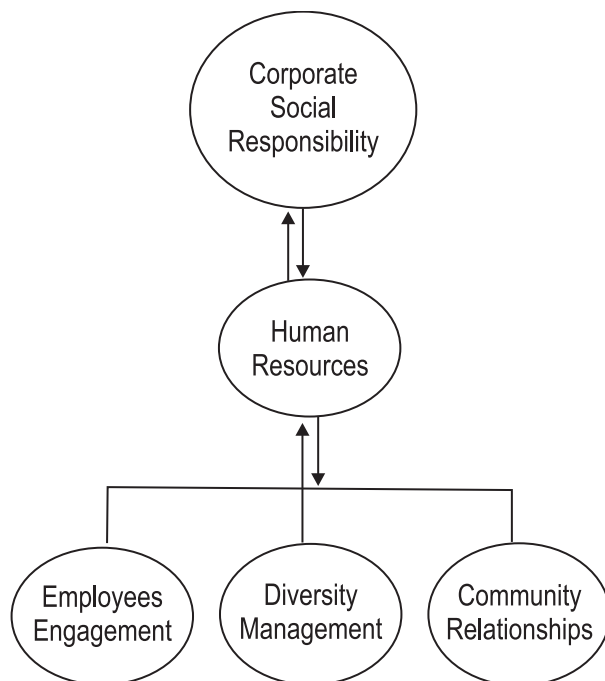 Corporate
Social
Responsibility
Human
Resources
Employees
Engagement
Diversity
Management
Community
Relationships